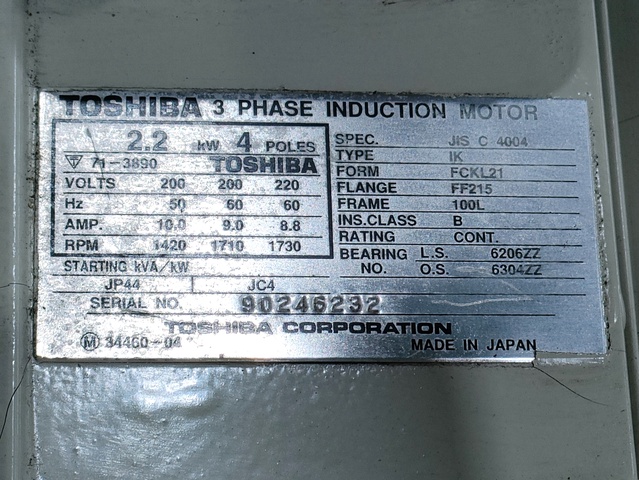 TOSHIBA 3 PHASE INDUCTION MOTOR
2.2 kW 4 POLES
71-3890 TOSHIBA
VOLTS 200 200 220
Hz 50 60 60
AMP. 10.0 9.0 8.8
RPM 1420 1710 1730
STARTING kVA/kW
JP44 JC4
SPEC. JIS C 4004
TYPE IK
FORM FCKL21
FLANGE FF215
FRAME 100L
INS.CLASS B
RATING CONT.
BEARING L.S. 6206ZZ
NO. O.S. 6304ZZ
SERIAL NO. 90246232
TOSHIBA CORPORATION
M 34460-04 MADE IN JAPAN